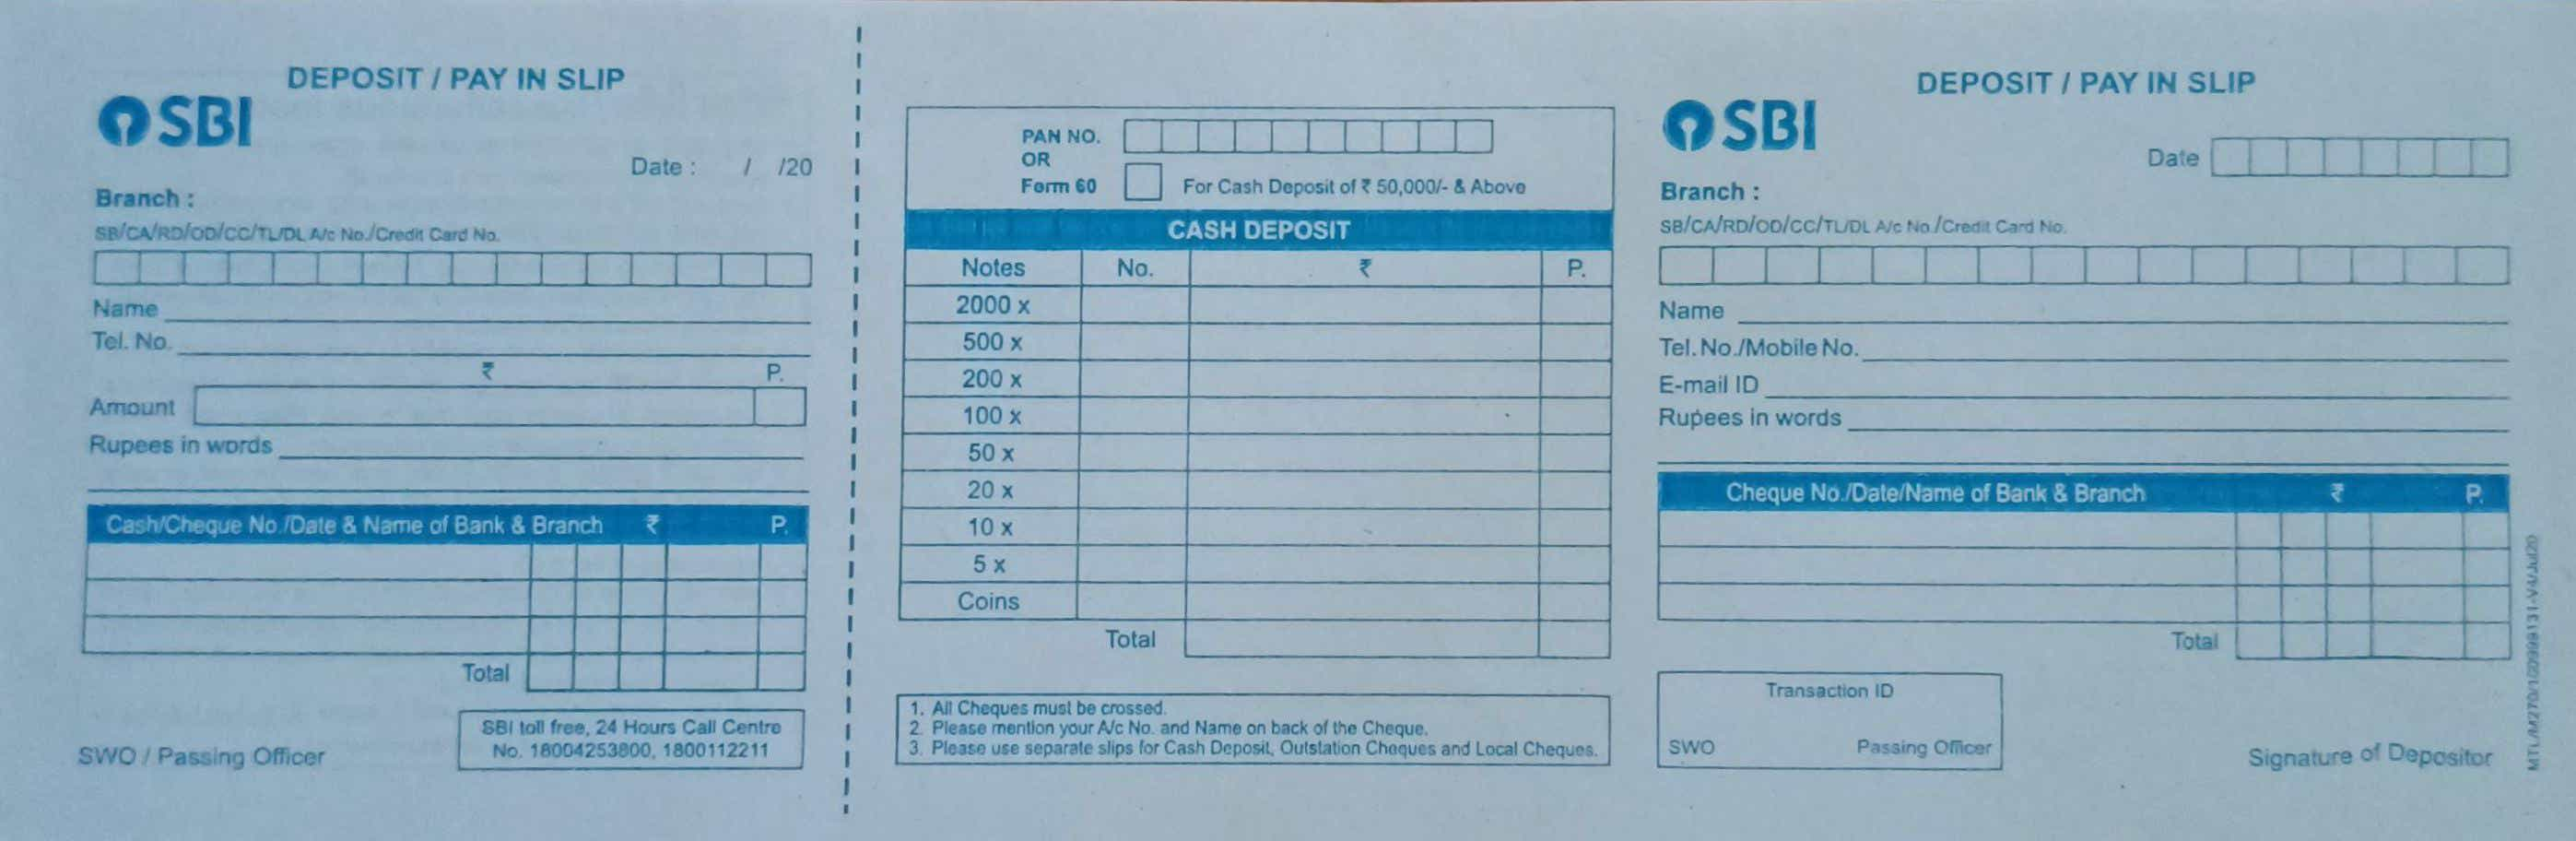 DEPOSIT / PAY IN SLIP
SBI
Date : / /20
Branch :
SB/CA/RD/OD/CC/TL/DL A/c No./Credit Card No.
Name
Tel. No.
₹ P.
Amount
Rupees in words
Cash/Cheque No./Date & Name of Bank & Branch ₹ P.
Total
SWO / Passing Officer
SBI toll free, 24 Hours Call Centre
No. 18004253800, 1800112211
PAN NO.
OR
Form 60 For Cash Deposit of ₹ 50,000/- & Above
CASH DEPOSIT
Notes No. ₹ P.
2000 x
500 x
200 x
100 x
50 x
20 x
10 x
5 x
Coins
Total
1. All Cheques must be crossed.
2. Please mention your A/c No. and Name on back of the Cheque.
3. Please use separate slips for Cash Deposit, Outstation Cheques and Local Cheques.
DEPOSIT / PAY IN SLIP
SBI
Date
Branch :
SB/CA/RD/OD/CC/TL/DL A/c No./Credit Card No.
Name
Tel. No./Mobile No.
E-mail ID
Rupees in words
Cheque No./Date/Name of Bank & Branch ₹ P.
Total
Transaction ID
SWO Passing Officer
Signature of Depositor